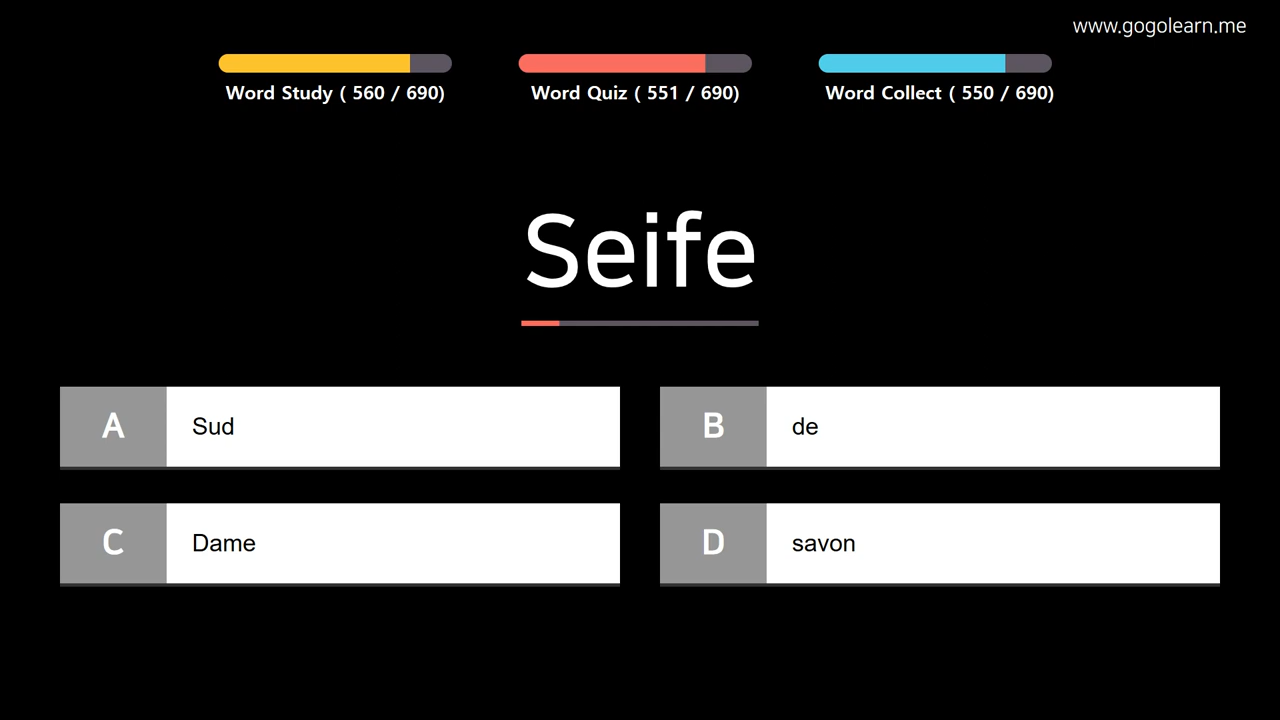 www.gogolearn.me
Word Study ( 560 / 690)
Word Quiz ( 551 / 690)
Word Collect ( 550 / 690)
Seife
A
Sud
B
de
C
Dame
D
savon